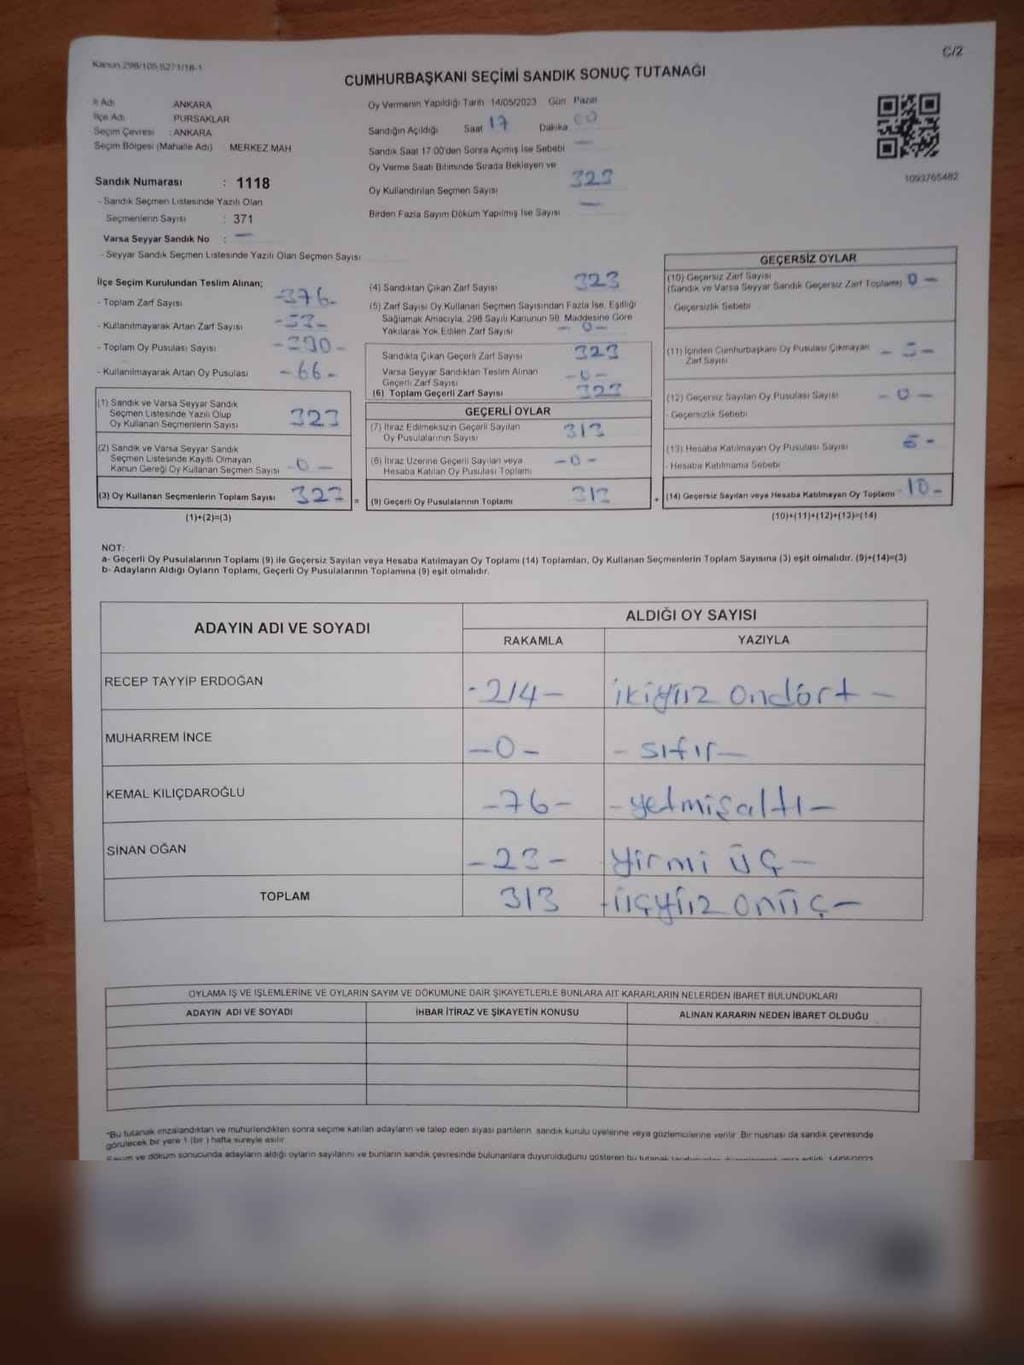 Kanun 298/105 6271/16-1
C/2
CUMHURBAŞKANI SEÇİMİ SANDIK SONUÇ TUTANAĞI
İl Adı ANKARA
İlçe Adı PURSAKLAR
Seçim Çevresi : ANKARA
Seçim Bölgesi (Mahalle Adı) MERKEZ MAH
Sandık Numarası : 1118
- Sandık Seçmen Listesinde Yazılı Olan
Seçmenlerin Sayısı : 371
Varsa Seyyar Sandık No : —
- Seyyar Sandık Seçmen Listesinde Yazılı Olan Seçmen Sayısı
Oy Vermenin Yapıldığı Tarih 14/05/2023 Gün Pazar
Sandığın Açıldığı Saat 17 Dakika 00
Sandık Saat 17:00'den Sonra Açımış İse Sebebi —
Oy Verme Saati Bitiminde Sırada Bekleyen ve
Oy Kullandırılan Seçmen Sayısı 323
Birden Fazla Sayım Döküm Yapılmış İse Sayısı —
1093765482
İlçe Seçim Kurulundan Teslim Alınan;
- Toplam Zarf Sayısı -376-
- Kullanılmayarak Artan Zarf Sayısı -53-
- Toplam Oy Pusulası Sayısı -390-
- Kullanılmayarak Artan Oy Pusulası -66-
(1) Sandık ve Varsa Seyyar Sandık
Seçmen Listesinde Yazılı Olup
Oy Kullanan Seçmenlerin Sayısı 323
(2) Sandık ve Varsa Seyyar Sandık
Seçmen Listesinde Kayıtlı Olmayan
Kanun Gereği Oy Kullanan Seçmen Sayısı -0-
(3) Oy Kullanan Seçmenlerin Toplam Sayısı 323 =
(1)+(2)=(3)
(4) Sandıktan Çıkan Zarf Sayısı 323
(5) Zarf Sayısı Oy Kullanan Seçmen Sayısından Fazla İse, Eşitliği
Sağlamak Amacıyla, 298 Sayılı Kanunun 98. Maddesine Göre
Yakılarak Yok Edilen Zarf Sayısı -0-
Sandıkta Çıkan Geçerli Zarf Sayısı 323
Varsa Seyyar Sandıktan Teslim Alınan
Geçerli Zarf Sayısı -0-
(6) Toplam Geçerli Zarf Sayısı 323
GEÇERLİ OYLAR
(7) İtiraz Edilmeksizin Geçerli Sayılan
Oy Pusulalarının Sayısı 313
(8) İtiraz Üzerine Geçerli Sayılan veya
Hesaba Katılan Oy Pusulası Toplamı -0-
(9) Geçerli Oy Pusulalarının Toplamı 313 +
GEÇERSİZ OYLAR
(10) Geçersiz Zarf Sayısı
(Sandık ve Varsa Seyyar Sandık Geçersiz Zarf Toplamı) 0 -
- Geçersizlik Sebebi
(11) İçinden Cumhurbaşkanı Oy Pusulası Çıkmayan
Zarf Sayısı
(12) Geçersiz Sayılan Oy Pusulası Sayısı - 0 -
- Geçersizlik Sebebi
(13) Hesaba Katılmayan Oy Pusulası Sayısı
- Hesaba Katılmama Sebebi
(14) Geçersiz Sayılan veya Hesaba Katılmayan Oy Toplamı -10-
(10)+(11)+(12)+(13)=(14)
NOT:
a- Geçerli Oy Pusulalarının Toplamı (9) ile Geçersiz Sayılan veya Hesaba Katılmayan Oy Toplamı (14) Toplamları, Oy Kullanan Seçmenlerin Toplam Sayısına (3) eşit olmalıdır. (9)+(14)=(3)
b- Adayların Aldığı Oyların Toplamı, Geçerli Oy Pusulalarının Toplamına (9) eşit olmalıdır.
ADAYIN ADI VE SOYADI
ALDIĞI OY SAYISI
RAKAMLA YAZIYLA
RECEP TAYYİP ERDOĞAN -214- ikiyüz ondört -
MUHARREM İNCE -0- - sıfır -
KEMAL KILIÇDAROĞLU -76- -yetmişaltı-
SİNAN OĞAN -23- yirmi üç -
TOPLAM 313 -üçyüz onüç-
OYLAMA İŞ VE İŞLEMLERİNE VE OYLARIN SAYIM VE DÖKÜMÜNE DAİR ŞİKAYETLERLE BUNLARA AİT KARARLARIN NELERDEN İBARET BULUNDUKLARI
ADAYIN ADI VE SOYADI İHBAR İTİRAZ VE ŞİKAYETİN KONUSU ALINAN KARARIN NEDEN İBARET OLDUĞU
*Bu tutanak imzalandıktan ve mühürlendikten sonra seçime katılan adayların ve talep eden siyasi partilerin sandık kurulu üyelerine veya gözlemcilerine verilir. Bir nüshası da sandık çevresinde
görülecek bir yere 1 (bir ) hafta süreyle asılır.
Sayım ve döküm sonucunda adayların aldığı oyların sayılarını ve bunların sandık çevresinde bulunanlara duyurulduğunu gösteren bu 14/05/2023